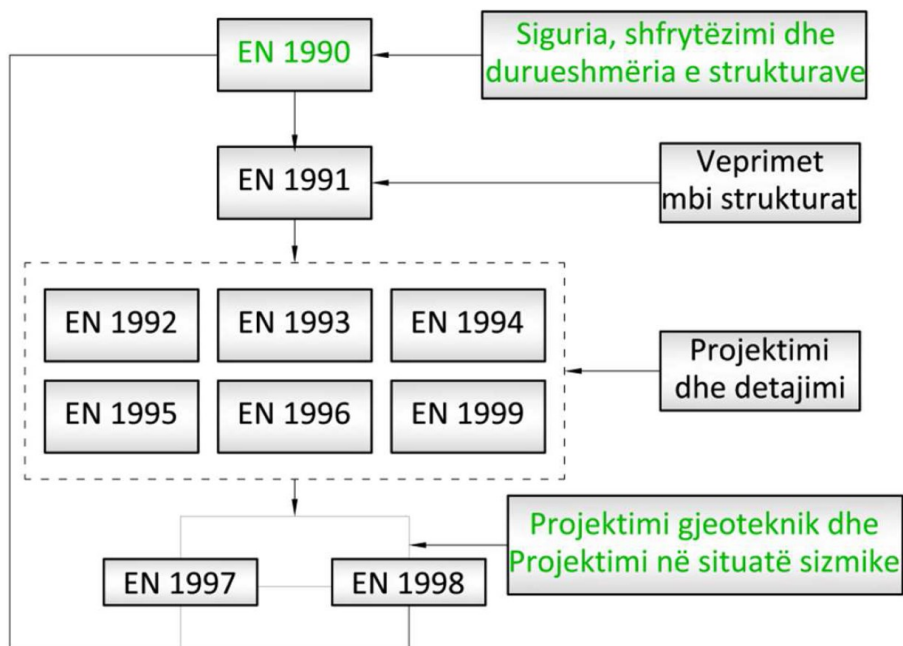 EN 1990
Siguria, shfrytëzimi dhe
durueshmëria e strukturave
EN 1991
Veprimet
mbi strukturat
EN 1992
EN 1993
EN 1994
EN 1995
EN 1996
EN 1999
Projektimi
dhe detajimi
Projektimi gjeoteknik dhe
Projektimi në situatë sizmike
EN 1997
EN 1998